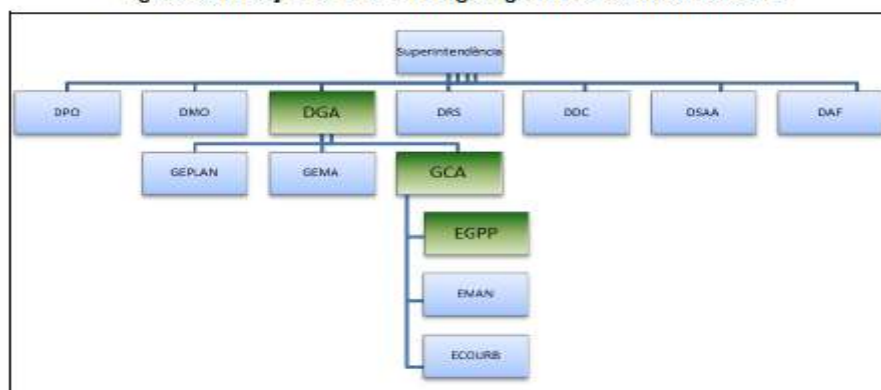 Superintendência
DPO DMO DGA DRS DDC DSAA DAF
GEPLAN GEMA GCA
EGPP
EMAN
ECOURB